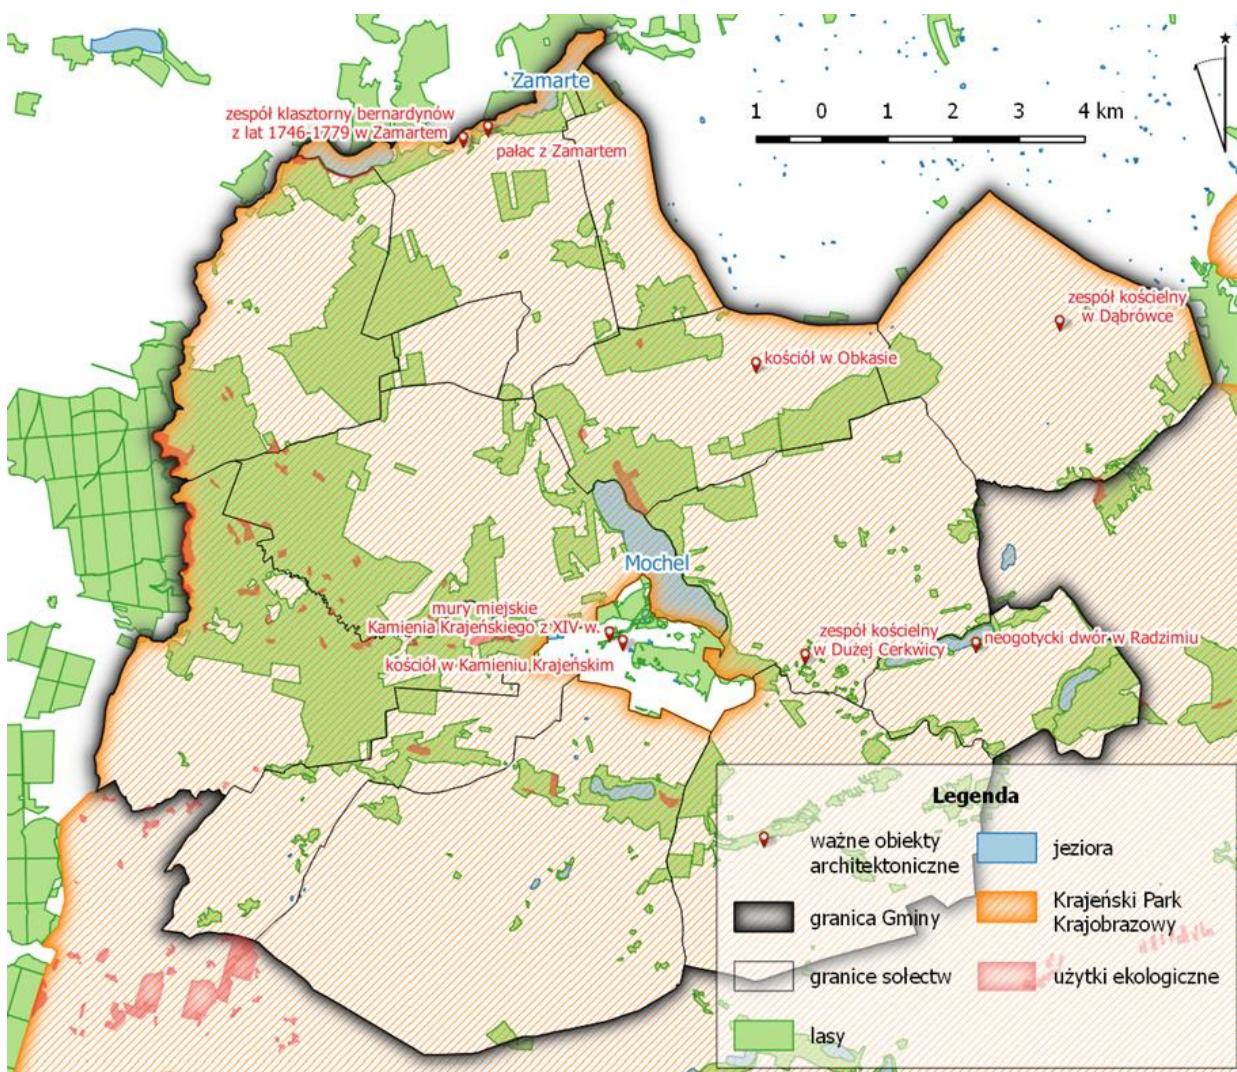 Zamarte
zespół klasztorny bernardynów
z lat 1746-1779 w Zamartem
pałac z Zamartem
1 0 1 2 3 4 km
zespół kościelny
w Dąbrówce
kościół w Obkasie
Mochel
mury miejskie
Kamienia Krajeńskiego z XIV w.
kościół w Kamieniu Krajeńskim
zespół kościelny
w Dużej Cerkwicy
neogotycki dwór w Radzimiu
Legenda
ważne obiekty
architektoniczne
granica Gminy
granice sołectw
lasy
jeziora
Krajeński Park
Krajobrazowy
użytki ekologiczne